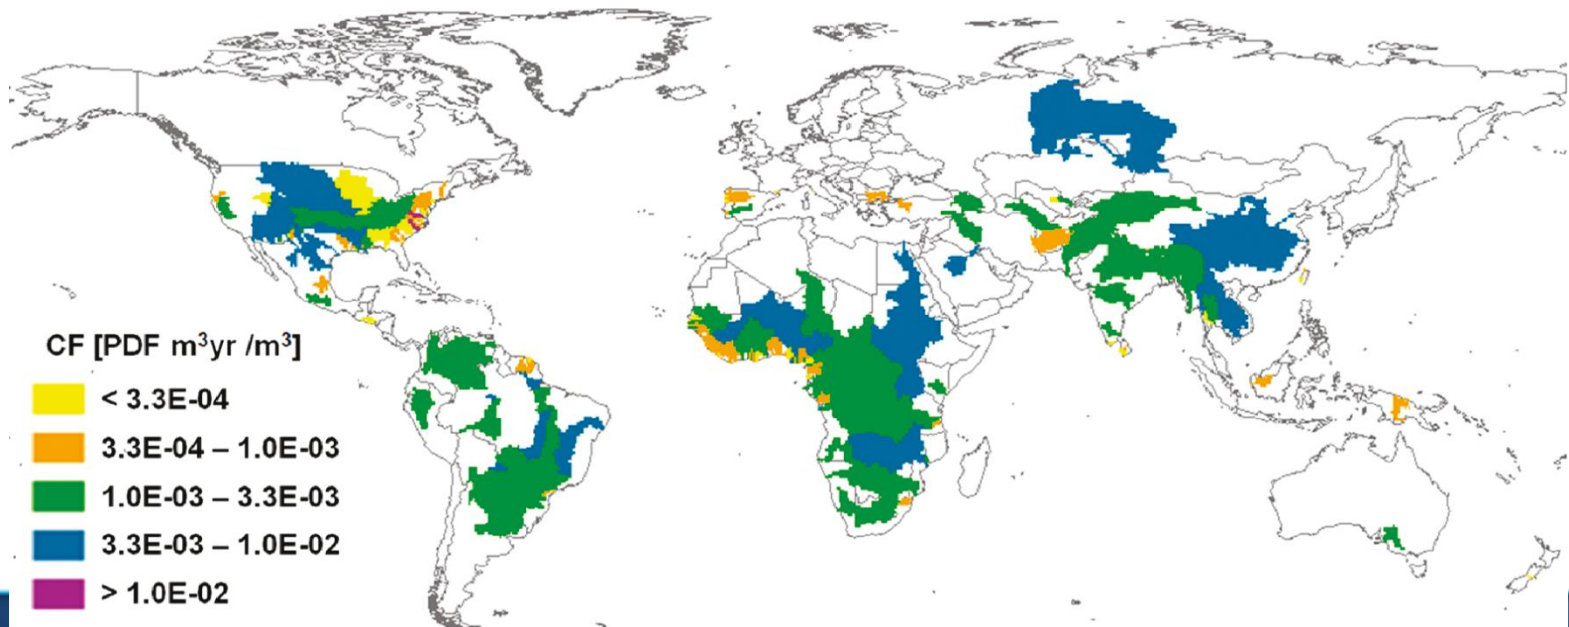 CF [PDF m³yr /m³]
< 3.3E-04
3.3E-04 – 1.0E-03
1.0E-03 – 3.3E-03
3.3E-03 – 1.0E-02
> 1.0E-02